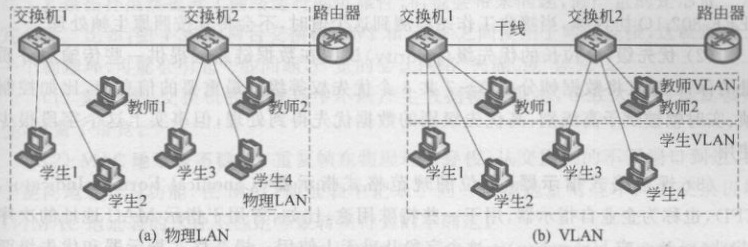 交换机1
交换机2
路由器
教师1
教师2
学生1
学生2
学生3
学生4
物理LAN
(a) 物理LAN
交换机1
干线
交换机2
路由器
教师1
教师VLAN
教师2
学生VLAN
学生1
学生2
学生3
学生4
(b) VLAN